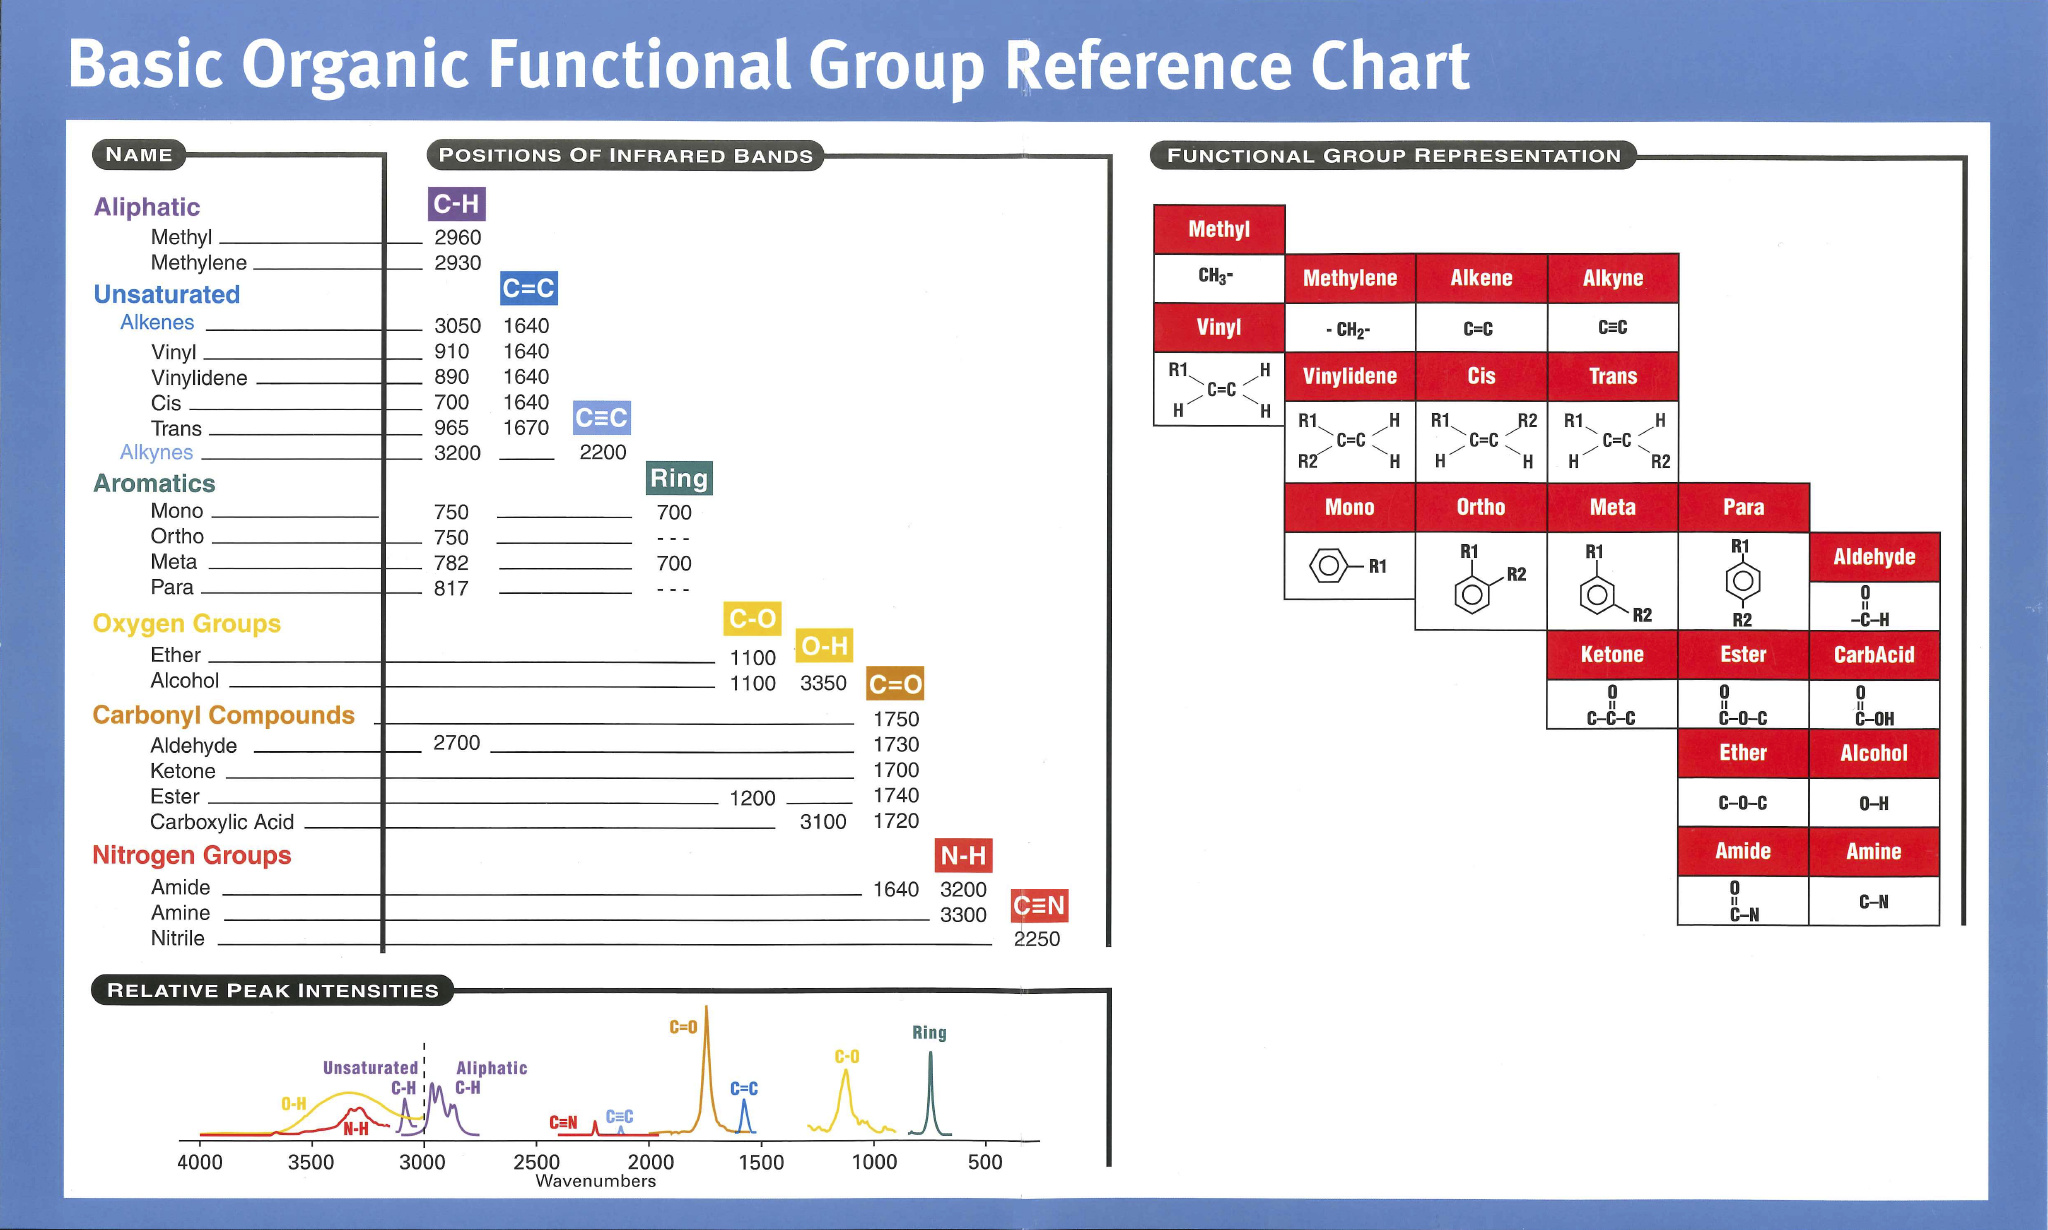 Basic Organic Functional Group Reference Chart
NAME
POSITIONS OF INFRARED BANDS
Aliphatic C-H
Methyl 2960
Methylene 2930
Unsaturated C=C
Alkenes 3050 1640
Vinyl 910 1640
Vinylidene 890 1640
Cis 700 1640
Trans 965 1670 C≡C
Alkynes 3200 2200
Aromatics Ring
Mono 750 700
Ortho 750 - - -
Meta 782 700
Para 817 - - -
Oxygen Groups C-O
Ether 1100 O-H
Alcohol 1100 3350 C=O
Carbonyl Compounds 1750
Aldehyde 2700 1730
Ketone 1700
Ester 1200 1740
Carboxylic Acid 3100 1720
Nitrogen Groups N-H
Amide 1640 3200
Amine 3300 C≡N
Nitrile 2250
FUNCTIONAL GROUP REPRESENTATION
Methyl
CH3-
Methylene Alkene Alkyne
Vinyl
- CH2- C=C C≡C
R1 H
C=C
H H
Vinylidene Cis Trans
R1 H R1 R2 R1 H
C=C C=C C=C
R2 H H H H R2
Mono Ortho Meta Para
R1
R1 R2
R1 R2
R1 R2
Aldehyde
O
=
-C-H
Ketone Ester CarbAcid
O O O
= = =
C-C-C C-O-C C-OH
Ether Alcohol
C-O-C O-H
Amide Amine
O
=
C-N C-N
RELATIVE PEAK INTENSITIES
O-H
N-H
Unsaturated
C-H
Aliphatic
C-H
C≡N
C≡C
C=O
C=C
C-O
Ring
4000 3500 3000 2500 2000 1500 1000 500
Wavenumbers